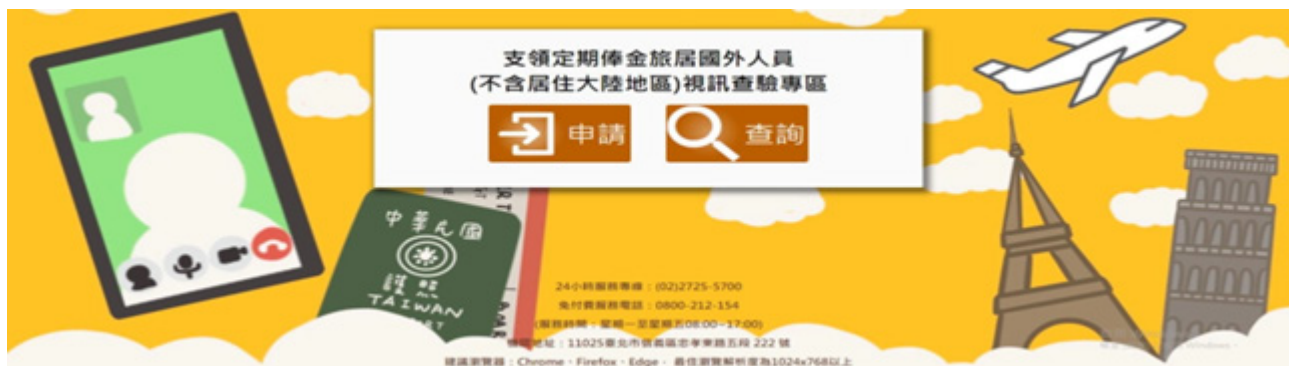 支領定期俸金旅居國外人員
(不含居住大陸地區)視訊查驗專區
申請
查詢
中華民國
護照
TAIWAN
24小時服務專線：(02)2725-5700
免付費服務電話：0800-212-154
(服務時間：星期一至星期五08:00~17:00)
地址：11025臺北市信義區忠孝東路五段 222 號
建議瀏覽器：Chrome、Firefox、Edge， 最佳瀏覽解析度為1024x768以上